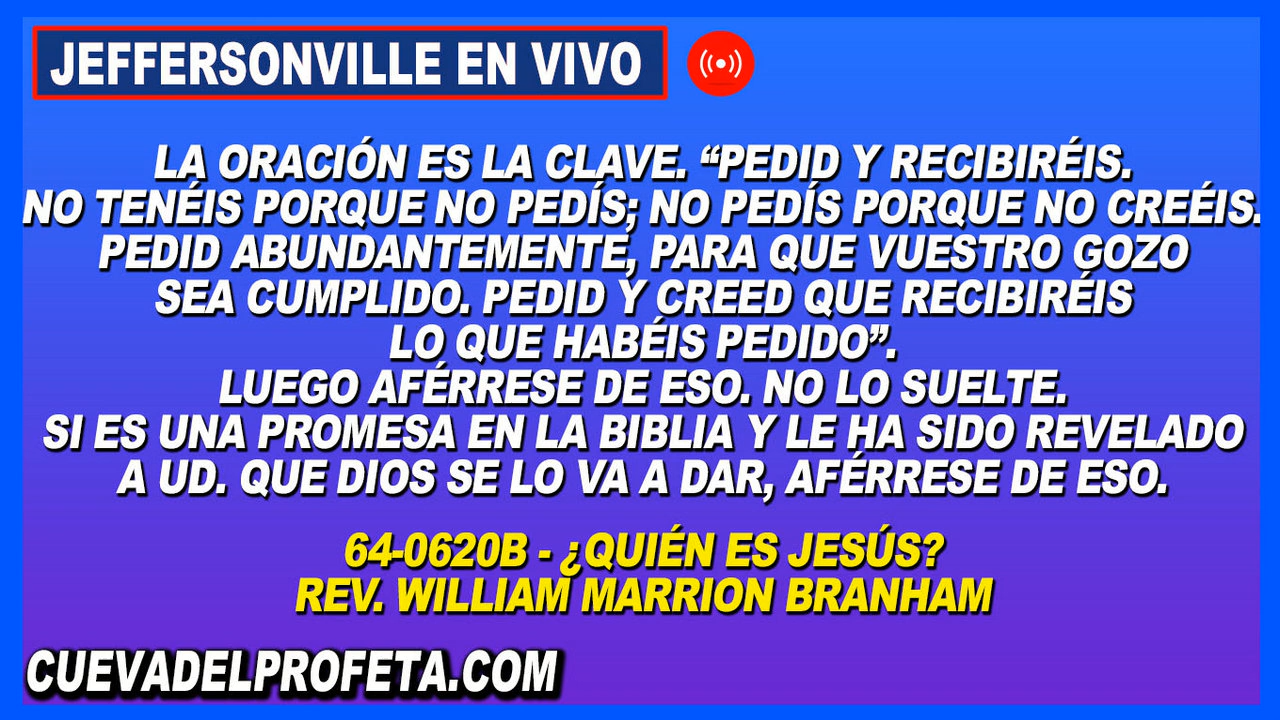 JEFFERSONVILLE EN VIVO
LA ORACIÓN ES LA CLAVE. “PEDID Y RECIBIRÉIS.
NO TENÉIS PORQUE NO PEDÍS; NO PEDÍS PORQUE NO CREÉIS.
PEDID ABUNDANTEMENTE, PARA QUE VUESTRO GOZO
SEA CUMPLIDO. PEDID Y CREED QUE RECIBIRÉIS
LO QUE HABÉIS PEDIDO”.
LUEGO AFÉRRESE DE ESO. NO LO SUELTE.
SI ES UNA PROMESA EN LA BIBLIA Y LE HA SIDO REVELADO
A UD. QUE DIOS SE LO VA A DAR, AFÉRRESE DE ESO.
64-0620B - ¿QUIÉN ES JESÚS?
REV. WILLIAM MARRION BRANHAM
CUEVADELPROFETA.COM